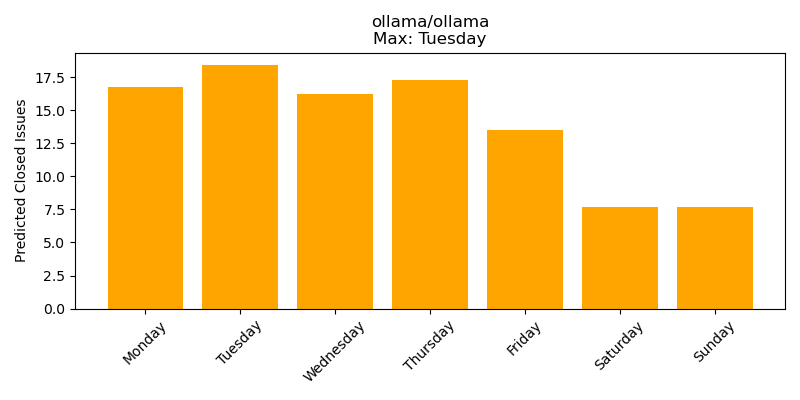 ollama/ollama
Max: Tuesday
Predicted Closed Issues
17.5
15.0
12.5
10.0
7.5
5.0
2.5
0.0
Monday
Tuesday
Wednesday
Thursday
Friday
Saturday
Sunday